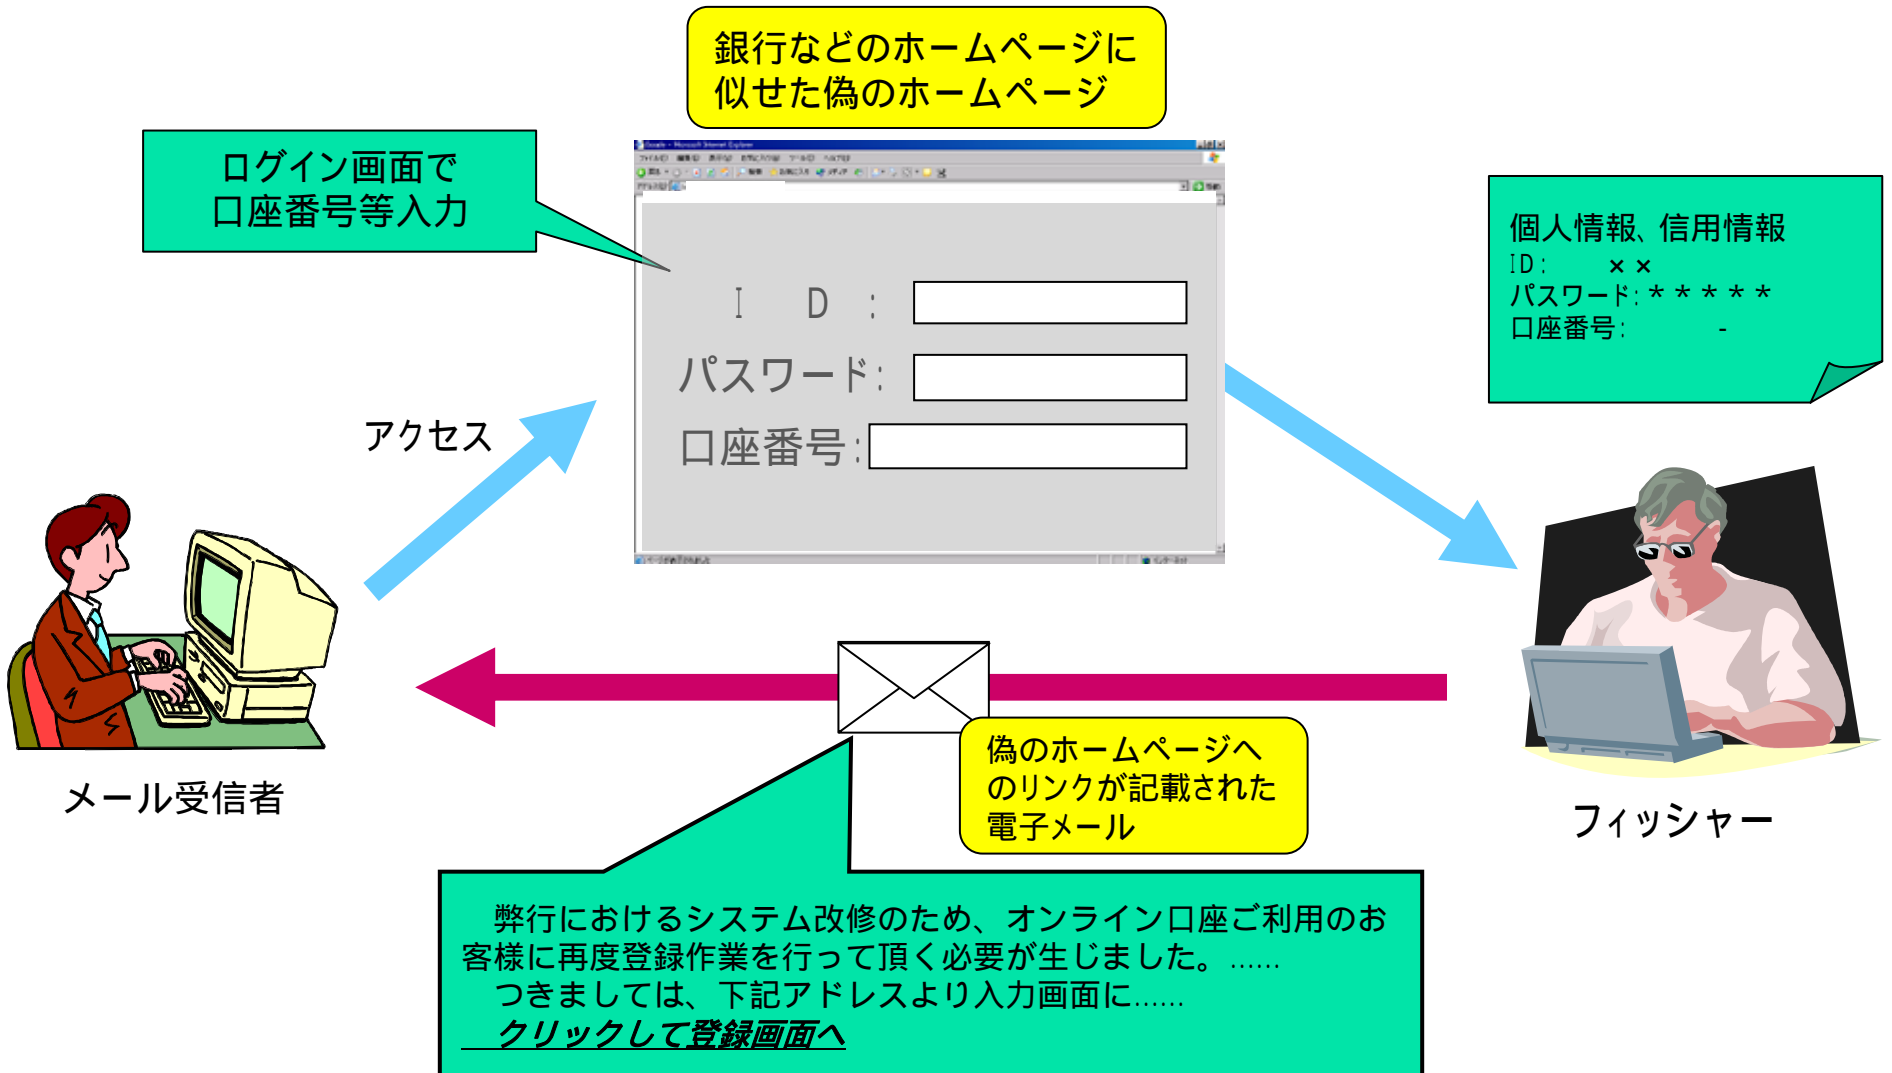 銀行などのホームページに
似せた偽のホームページ
ログイン画面で
口座番号等入力
I D :
パスワード:
口座番号:
個人情報、信用情報
ID: ××
パスワード:*****
口座番号: -
アクセス
メール受信者
フィッシャー
偽のホームページへ
のリンクが記載された
電子メール
弊行におけるシステム改修のため、オンライン口座ご利用のお
客様に再度登録作業を行って頂く必要が生じました。……
つきましては、下記アドレスより入力画面に……
クリックして登録画面へ